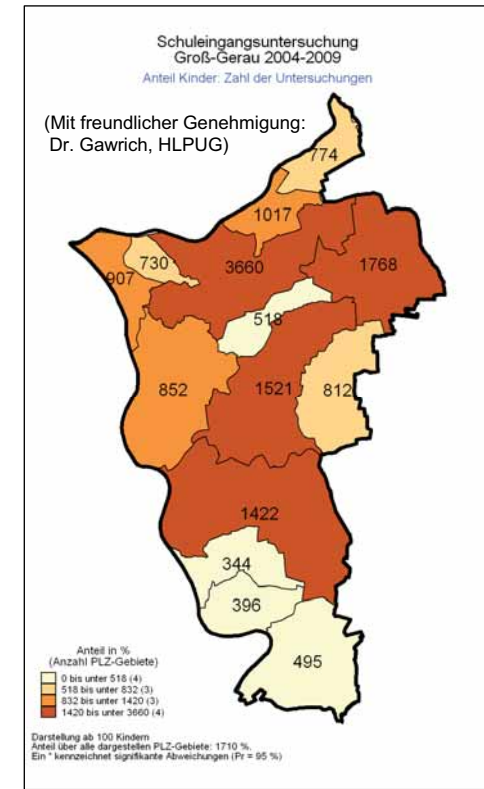 Schuleingangsuntersuchung
Groß-Gerau 2004-2009
Anteil Kinder: Zahl der Untersuchungen
(Mit freundlicher Genehmigung:
Dr. Gawrich, HLPUG)
774
1017
730
3660
1768
907
518
852
1521
812
1422
344
396
495
Anteil in %
(Anzahl PLZ-Gebiete)
0 bis unter 518 (4)
518 bis unter 832 (3)
832 bis unter 1420 (3)
1420 bis unter 3660 (4)
Darstellung ab 100 Kindern
Anteil über alle dargestellen PLZ-Gebiete: 1710 %.
Ein * kennzeichnet signifikante Abweichungen (Pr = 95 %)